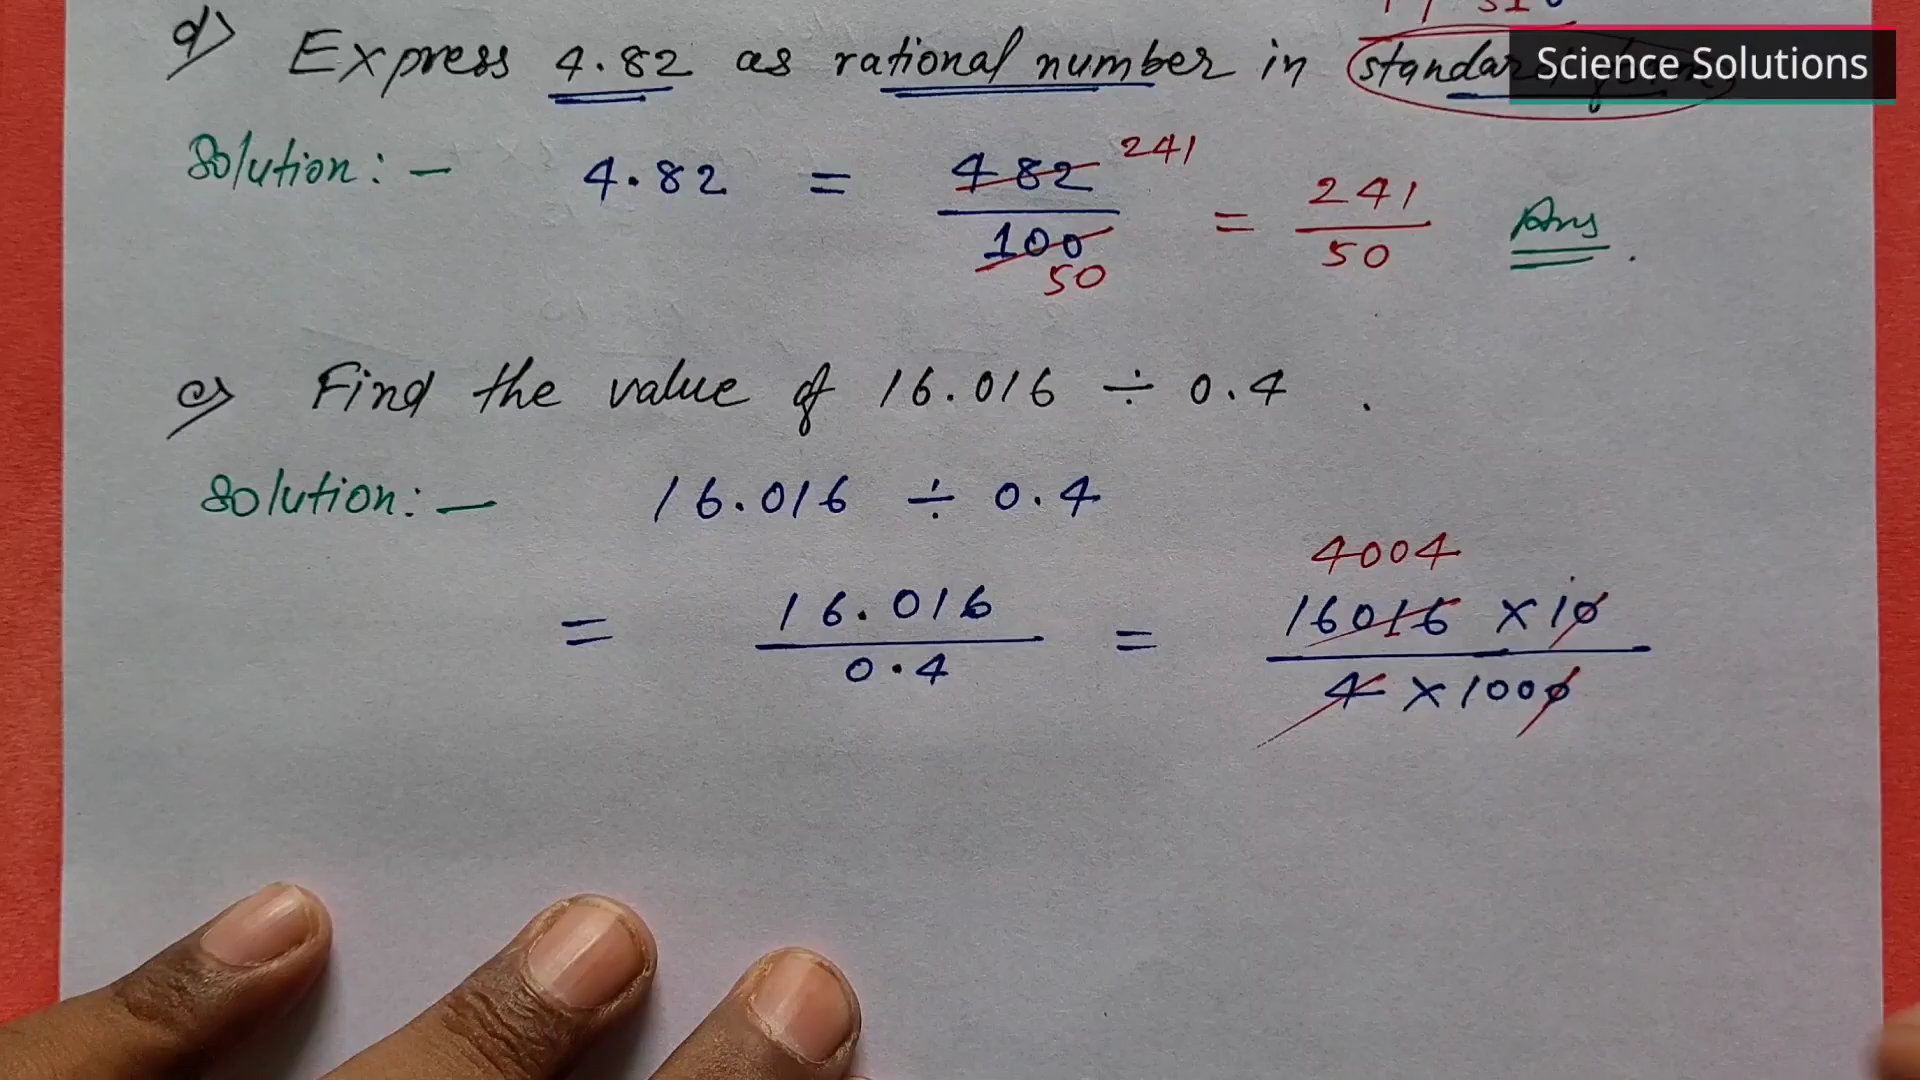 d) Express 4.82 as rational number in
Science Solutions
Solution:- 4.82 = 482/100 241 50 = 241/50 Ans.
e) Find the value of 16.016 ÷ 0.4 .
Solution:- 16.016 ÷ 0.4
4004
= 16.016/0.4 = 16016 × 10/4 × 1000